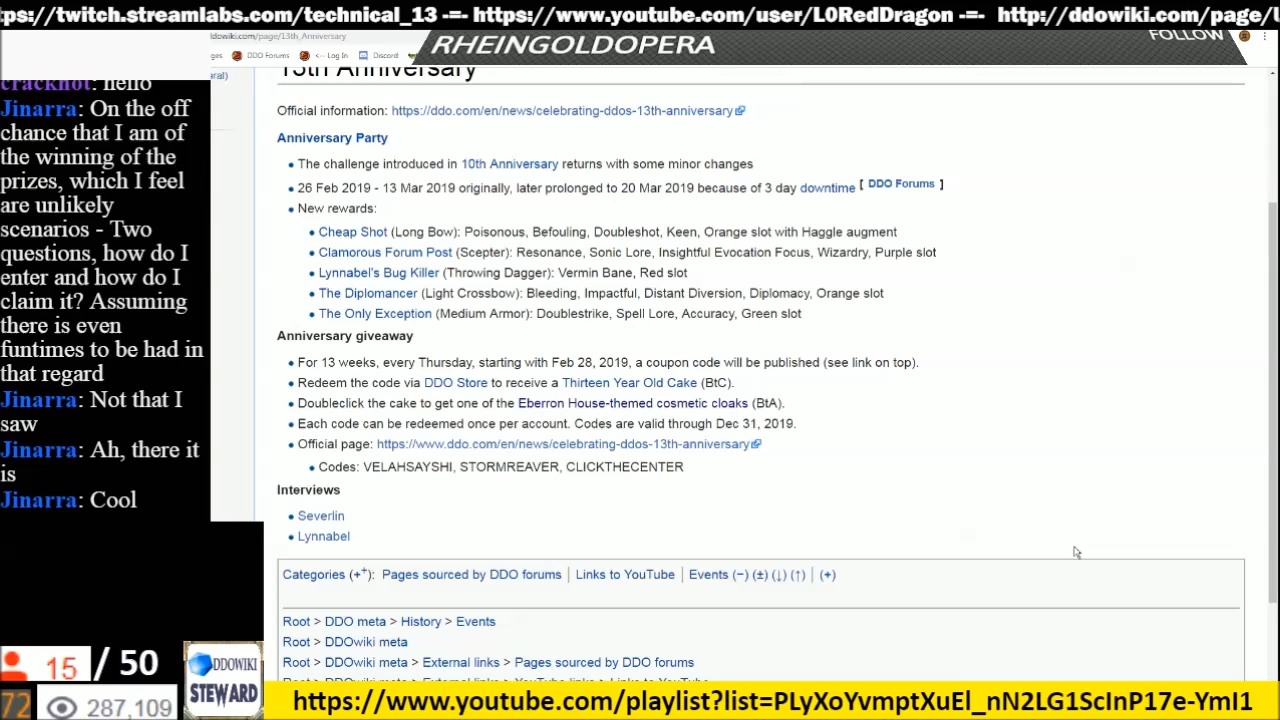 ps://twitch.streamlabs.com/technical_13 -=- https://www.youtube.com/user/L0RedDragon -=- http://ddowiki.com/page/
dowiki.com/page/13th_Anniversary
RHEINGOLDOPERA
FOLLOW
DDO Forums
<-- Log In
Discord
13th Anniversary
cracknot: hello
Jinarra: On the off
chance that I am of
the winning of the
prizes, which I feel
are unlikely
scenarios - Two
questions, how do I
enter and how do I
claim it? Assuming
there is even
funtimes to be had in
that regard
Jinarra: Not that I
saw
Jinarra: Ah, there it
is
Jinarra: Cool
Official information: https://ddo.com/en/news/celebrating-ddos-13th-anniversary
Anniversary Party
The challenge introduced in 10th Anniversary returns with some minor changes
26 Feb 2019 - 13 Mar 2019 originally, later prolonged to 20 Mar 2019 because of 3 day downtime [ DDO Forums ]
New rewards:
Cheap Shot (Long Bow): Poisonous, Befouling, Doubleshot, Keen, Orange slot with Haggle augment
Clamorous Forum Post (Scepter): Resonance, Sonic Lore, Insightful Evocation Focus, Wizardry, Purple slot
Lynnabel's Bug Killer (Throwing Dagger): Vermin Bane, Red slot
The Diplomancer (Light Crossbow): Bleeding, Impactful, Distant Diversion, Diplomacy, Orange slot
The Only Exception (Medium Armor): Doublestrike, Spell Lore, Accuracy, Green slot
Anniversary giveaway
For 13 weeks, every Thursday, starting with Feb 28, 2019, a coupon code will be published (see link on top).
Redeem the code via DDO Store to receive a Thirteen Year Old Cake (BtC).
Doubleclick the cake to get one of the Eberron House-themed cosmetic cloaks (BtA).
Each code can be redeemed once per account. Codes are valid through Dec 31, 2019.
Official page: https://www.ddo.com/en/news/celebrating-ddos-13th-anniversary
Codes: VELAHSAYSHI, STORMREAVER, CLICKTHECENTER
Interviews
Severlin
Lynnabel
Categories (+⁺): Pages sourced by DDO forums | Links to YouTube | Events (−) (±) (↓) (↑) | (+)
Root > DDO meta > History > Events
Root > DDOwiki meta
Root > DDOwiki meta > External links > Pages sourced by DDO forums
15 / 50
72
287,109
DDOWIKI
STEWARD
https://www.youtube.com/playlist?list=PLyXoYvmptXuEl_nN2LG1ScInP17e-YmI1